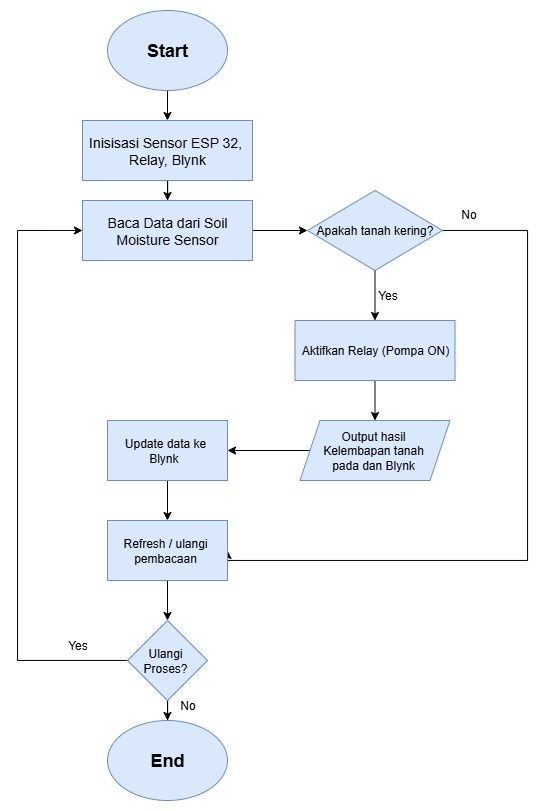 Start
Inisisasi Sensor ESP 32,
Relay, Blynk
Baca Data dari Soil
Moisture Sensor
Apakah tanah kering?
No
Yes
Aktifkan Relay (Pompa ON)
Output hasil
Kelembapan tanah
pada dan Blynk
Update data ke
Blynk
Refresh / ulangi
pembacaan
Ulangi
Proses?
Yes
No
End